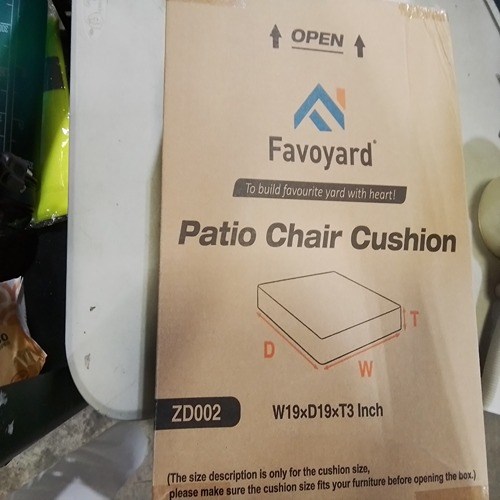 OPEN
Favoyard
To build favourite yard with heart!
Patio Chair Cushion
T
D
W
ZD002
W19×D19×T3 Inch
(The size description is only for the cushion size,
please make sure the cushion size fits your furniture before opening the box.)